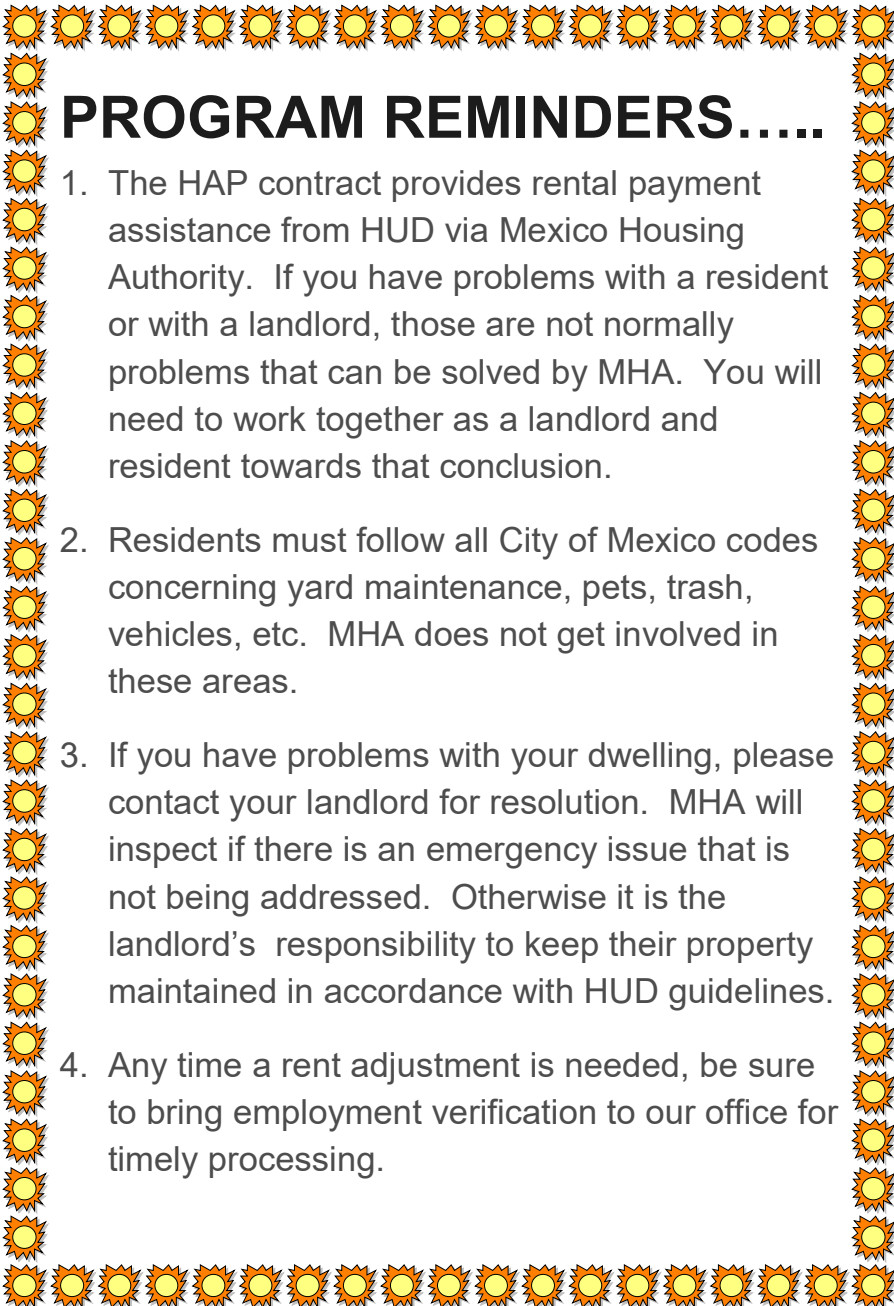 PROGRAM REMINDERS…..
1. The HAP contract provides rental payment
assistance from HUD via Mexico Housing
Authority.  If you have problems with a resident
or with a landlord, those are not normally
problems that can be solved by MHA.  You will
need to work together as a landlord and
resident towards that conclusion.
2. Residents must follow all City of Mexico codes
concerning yard maintenance, pets, trash,
vehicles, etc.  MHA does not get involved in
these areas.
3. If you have problems with your dwelling, please
contact your landlord for resolution.  MHA will
inspect if there is an emergency issue that is
not being addressed.  Otherwise it is the
landlord’s  responsibility to keep their property
maintained in accordance with HUD guidelines.
4. Any time a rent adjustment is needed, be sure
to bring employment verification to our office for
timely processing.